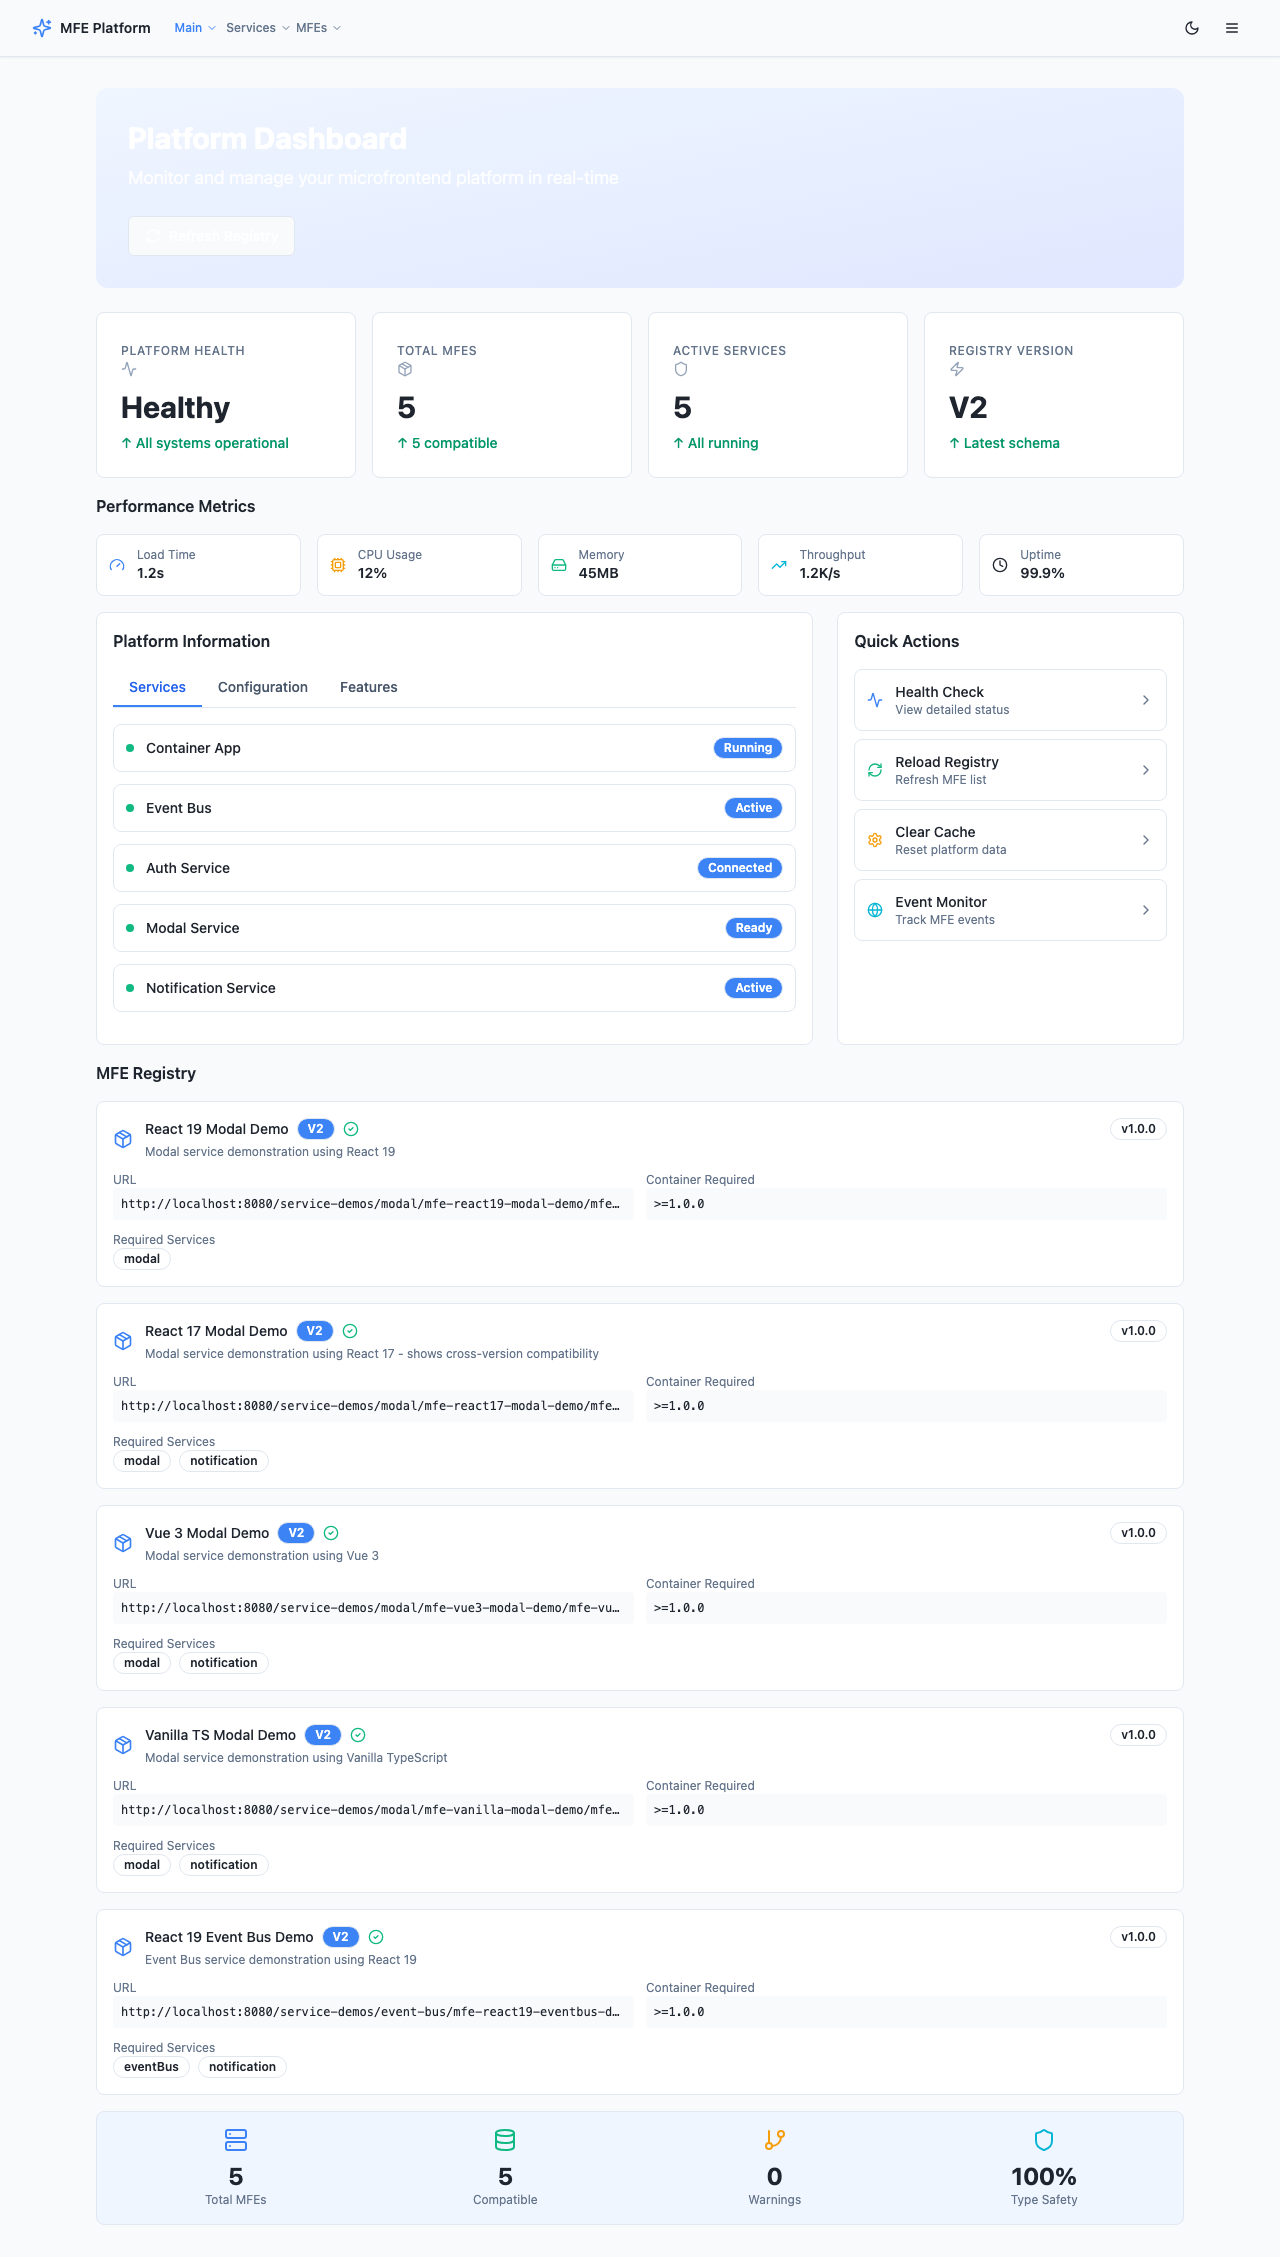 MFE Platform
Main
Services
MFEs
Platform Dashboard
Monitor and manage your microfrontend platform in real-time
Refresh Registry
PLATFORM HEALTH
Healthy
↑ All systems operational
TOTAL MFES
5
↑ 5 compatible
ACTIVE SERVICES
5
↑ All running
REGISTRY VERSION
V2
↑ Latest schema
Performance Metrics
Load Time
1.2s
CPU Usage
12%
Memory
45MB
Throughput
1.2K/s
Uptime
99.9%
Platform Information
Services
Configuration
Features
Container App
Running
Event Bus
Active
Auth Service
Connected
Modal Service
Ready
Notification Service
Active
Quick Actions
Health Check
View detailed status
Reload Registry
Refresh MFE list
Clear Cache
Reset platform data
Event Monitor
Track MFE events
MFE Registry
React 19 Modal Demo V2
v1.0.0
Modal service demonstration using React 19
URL
http://localhost:8080/service-demos/modal/mfe-react19-modal-demo/mfe…
Container Required
>=1.0.0
Required Services
modal
React 17 Modal Demo V2
v1.0.0
Modal service demonstration using React 17 - shows cross-version compatibility
URL
http://localhost:8080/service-demos/modal/mfe-react17-modal-demo/mfe…
Container Required
>=1.0.0
Required Services
modal notification
Vue 3 Modal Demo V2
v1.0.0
Modal service demonstration using Vue 3
URL
http://localhost:8080/service-demos/modal/mfe-vue3-modal-demo/mfe-vu…
Container Required
>=1.0.0
Required Services
modal notification
Vanilla TS Modal Demo V2
v1.0.0
Modal service demonstration using Vanilla TypeScript
URL
http://localhost:8080/service-demos/modal/mfe-vanilla-modal-demo/mfe…
Container Required
>=1.0.0
Required Services
modal notification
React 19 Event Bus Demo V2
v1.0.0
Event Bus service demonstration using React 19
URL
http://localhost:8080/service-demos/event-bus/mfe-react19-eventbus-d…
Container Required
>=1.0.0
Required Services
eventBus notification
5
Total MFEs
5
Compatible
0
Warnings
100%
Type Safety